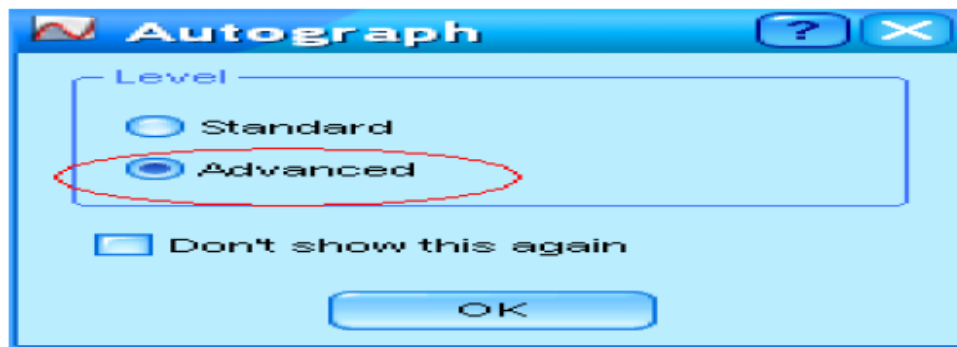 Autograph ?
Level
Standard
Advanced
Don't show this again
OK